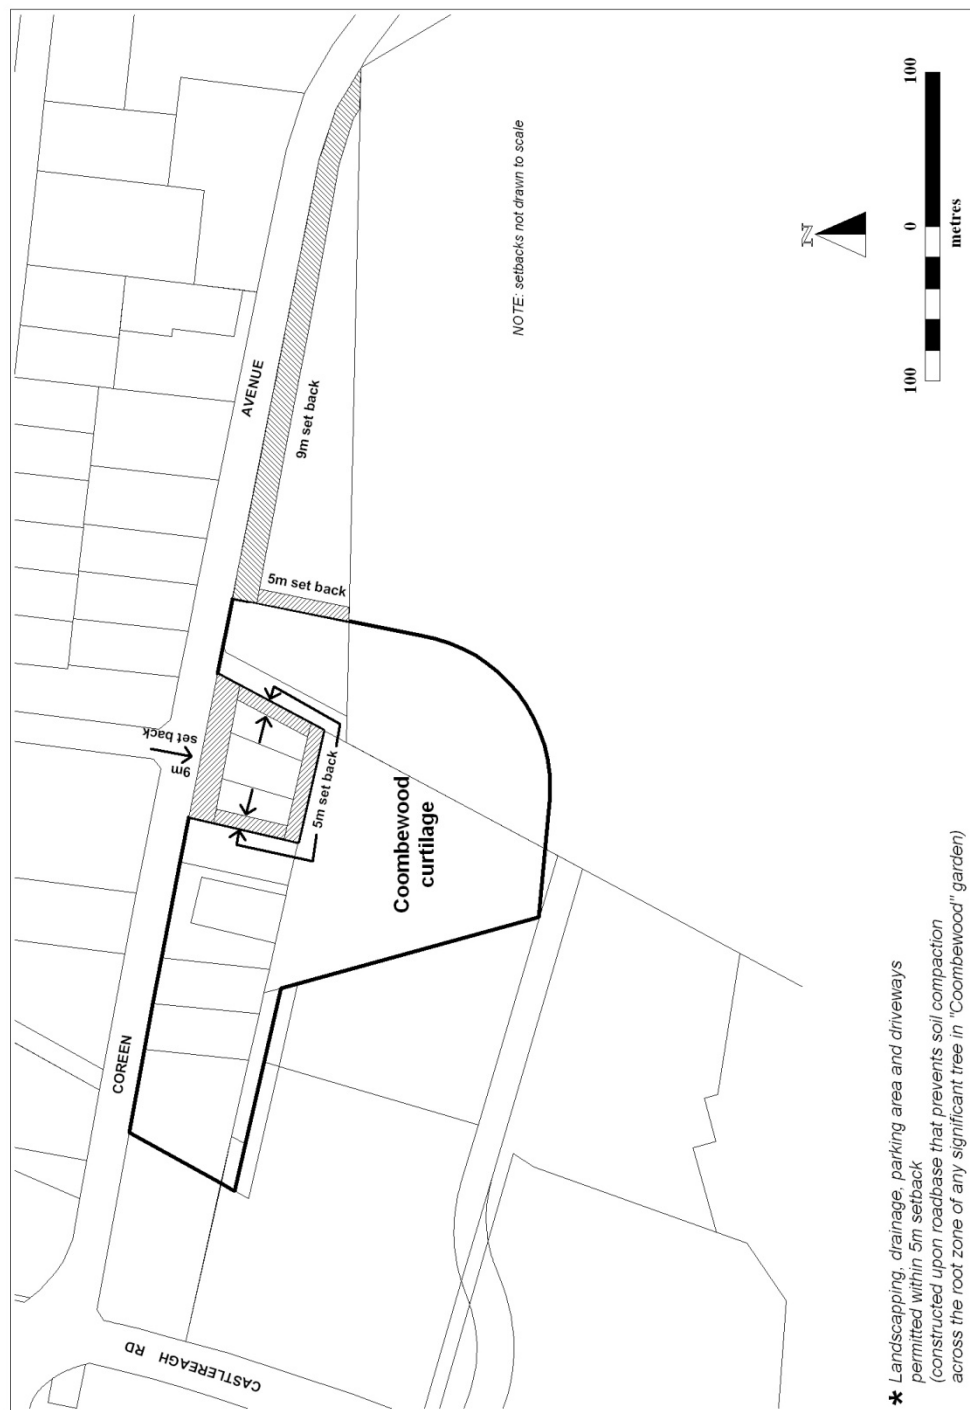 COREEN
AVENUE
CASTLEREAGH RD
9m
set back
5m set back
5m set back
9m set back
Coombewood
curtilage
NOTE: setbacks not drawn to scale
N
100
0
100
metres
* Landscapping, drainage, parking area and driveways
permitted within 5m setback
(constructed upon roadbase that prevents soil compaction
across the root zone of any significant tree in "Coombewood" garden)